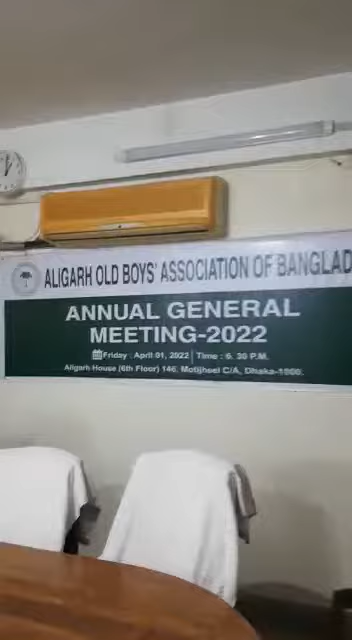 ALIGARH OLD BOYS' ASSOCIATION OF BANGLAD
ANNUAL GENERAL
MEETING-2022
Friday : April 01, 2022 | Time : 6. 30 P.M.
Aligarh House (6th Floor) 146, Motijheel C/A, Dhaka-1000.